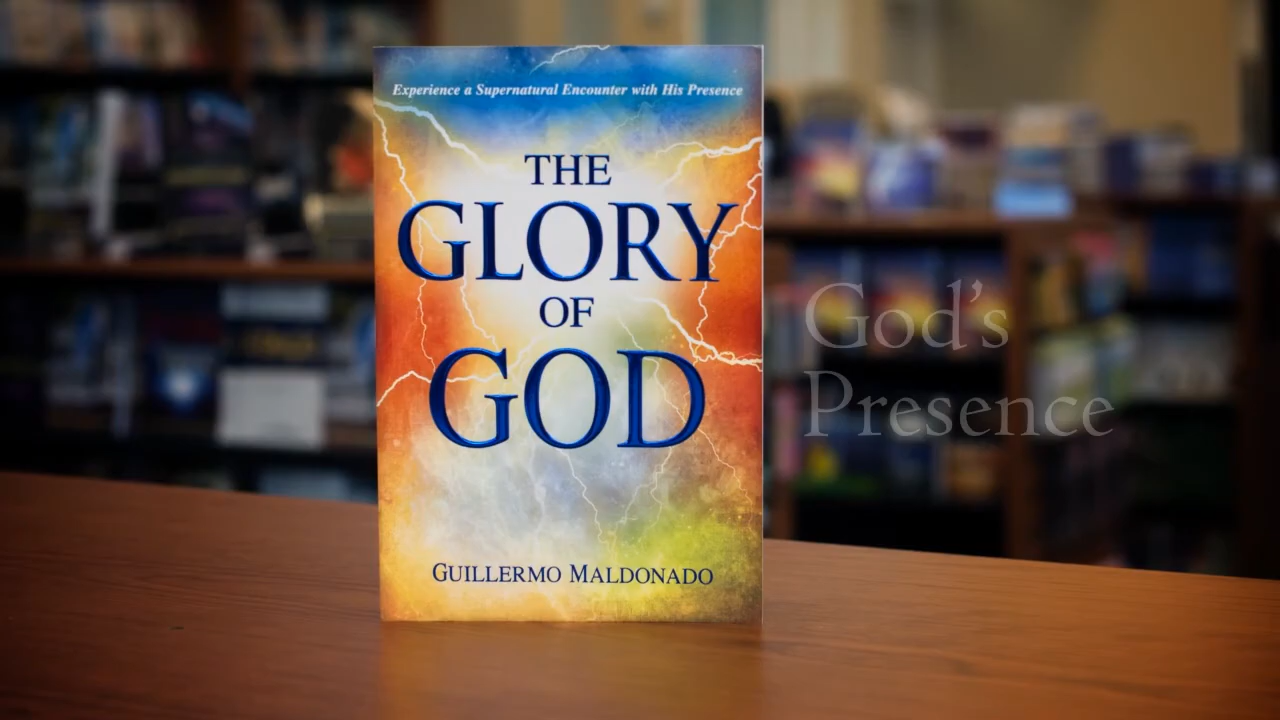 Experience a Supernatural Encounter with His Presence
THE
GLORY
OF
GOD
GUILLERMO MALDONADO
God's
Presence